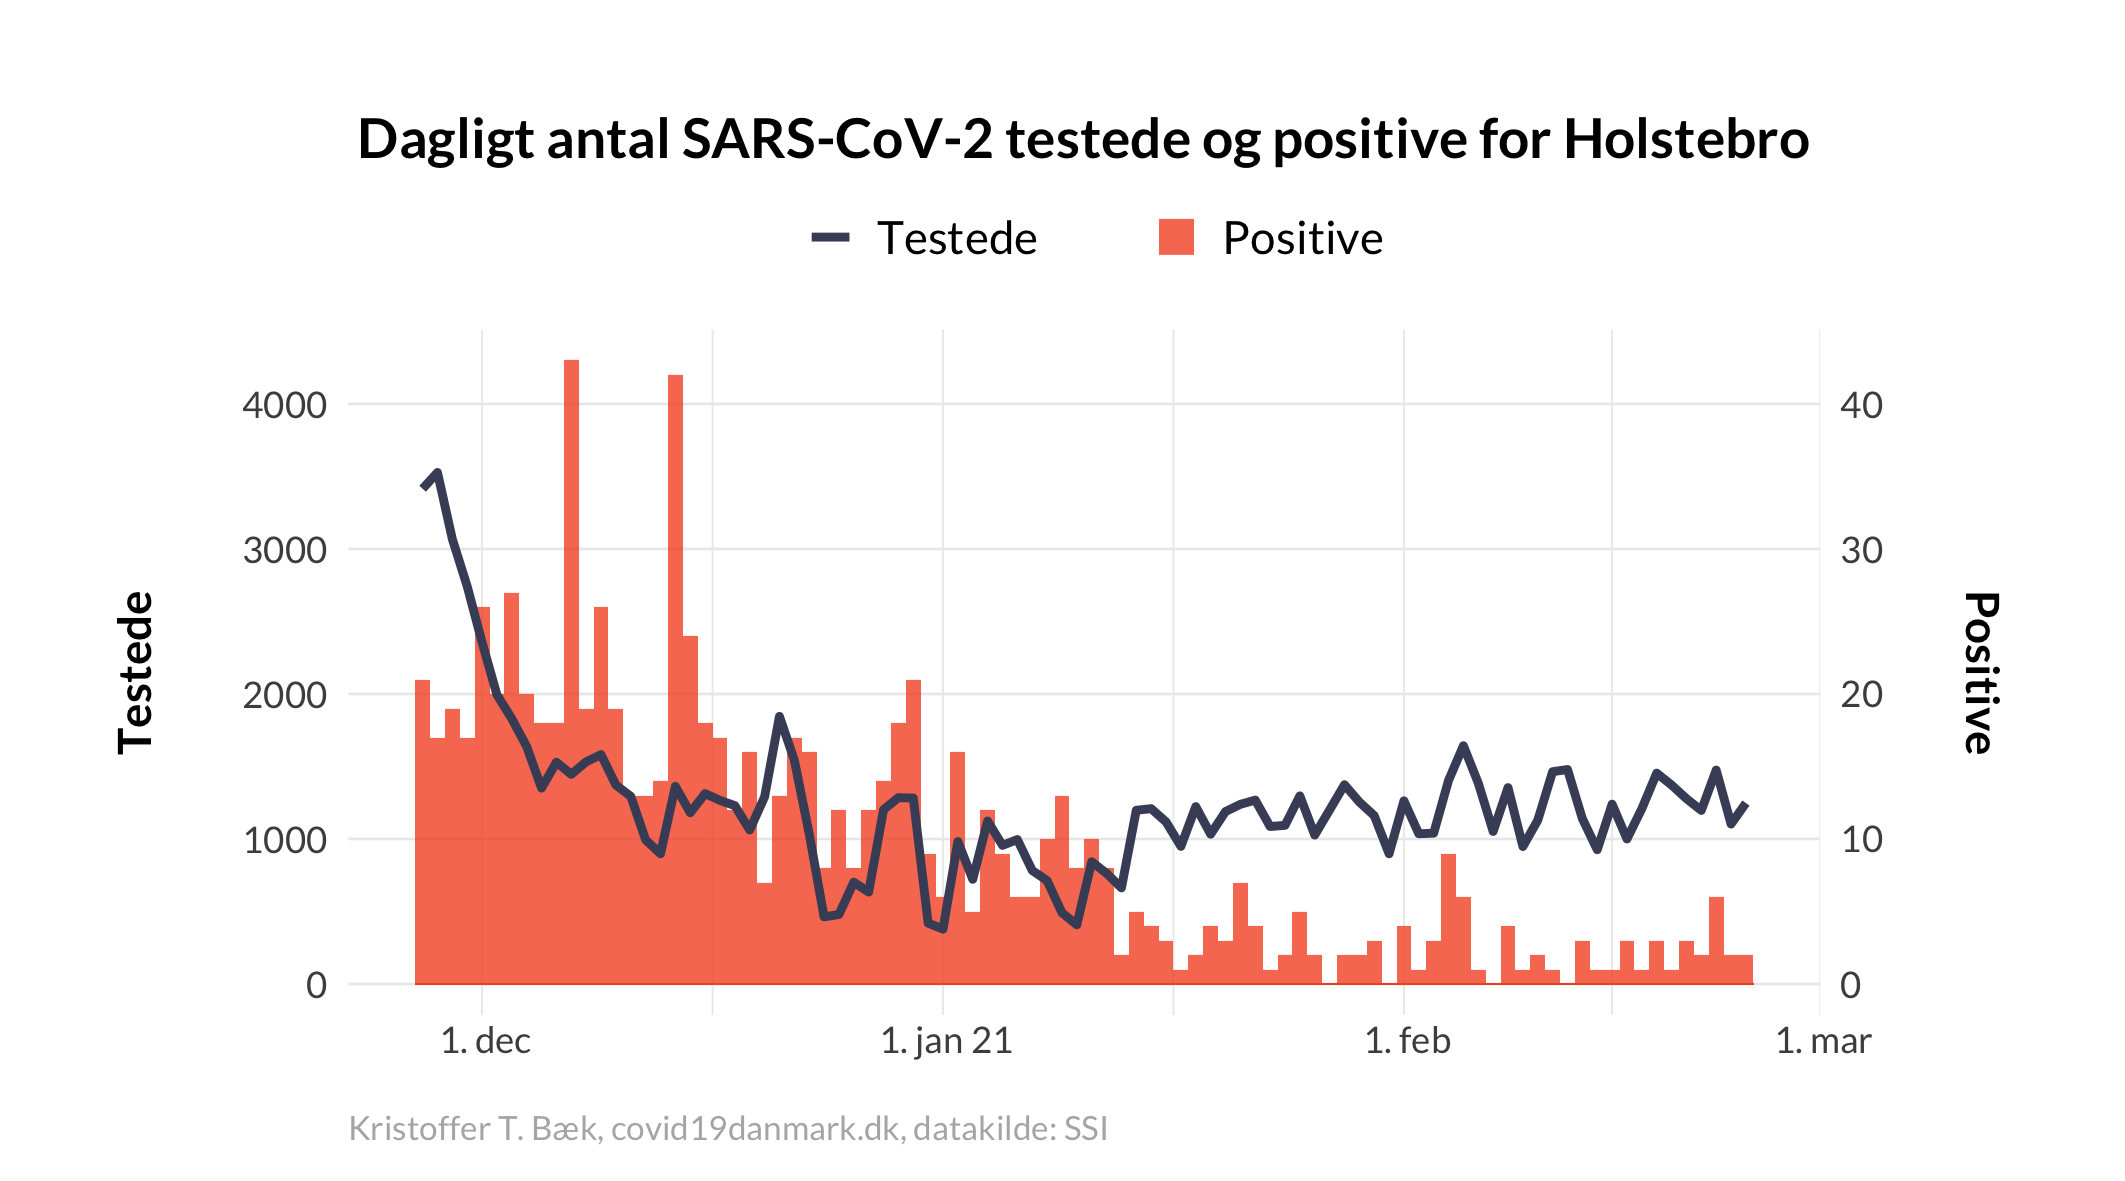 Dagligt antal SARS-CoV-2 testede og positive for Holstebro
Testede
Positive
4000
3000
2000
1000
0
40
30
20
10
0
Testede
Positive
1. dec
1. jan 21
1. feb
1. mar
Kristoffer T. Bæk, covid19danmark.dk, datakilde: SSI